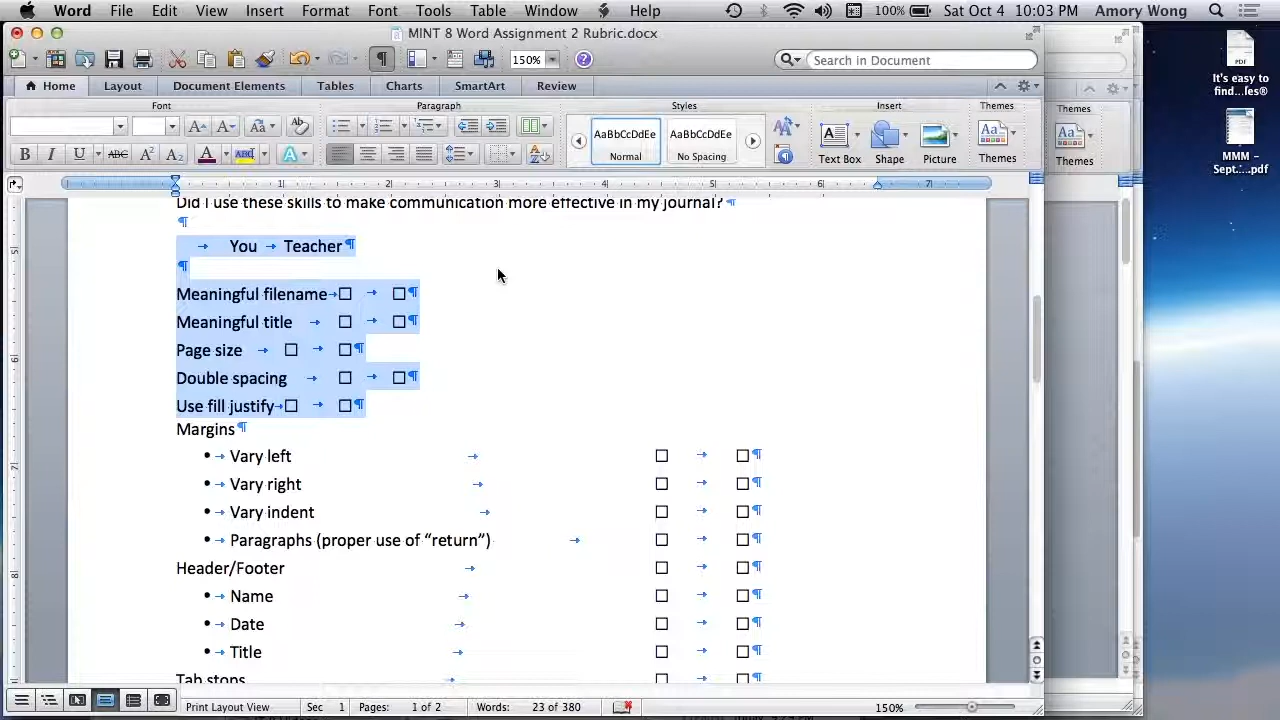 Word File Edit View Insert Format Font Tools Table Window Help 100% Sat Oct 4 10:03 PM Amory Wong
MINT 8 Word Assignment 2 Rubric.docx
150% Search in Document
Home Layout Document Elements Tables Charts SmartArt Review
Font Paragraph Styles Insert Themes Themes
AaBbCcDdEe AaBbCcDdEe
Normal No Spacing Text Box Shape Picture Themes Themes
It's easy to
find...les®
MMM –
Sept.....pdf
Did I use these skills to make communication more effective in my journal?
You Teacher
Meaningful filename
Meaningful title
Page size
Double spacing
Use fill justify
Margins
• Vary left
• Vary right
• Vary indent
• Paragraphs (proper use of “return”)
Header/Footer
• Name
• Date
• Title
Tab stops
Print Layout View Sec 1 Pages: 1 of Words: 23 of 380 150%